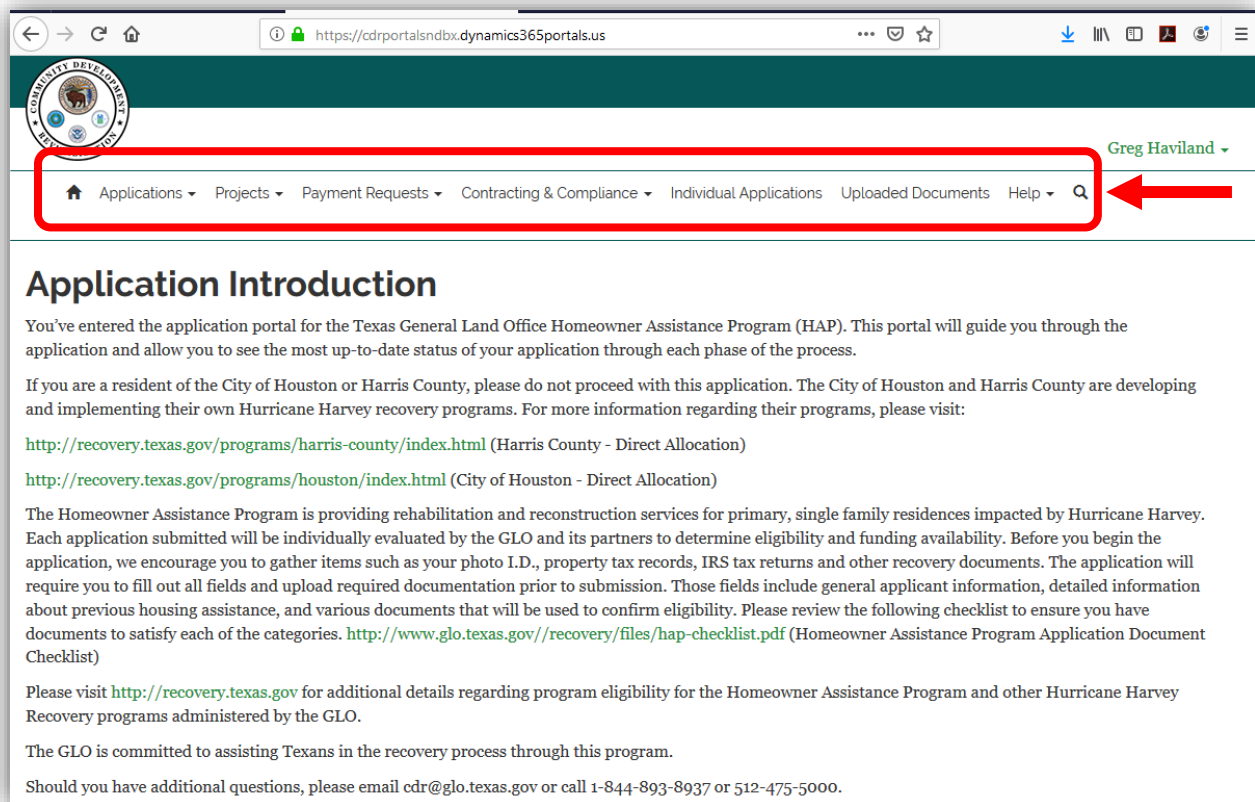 https://cdrportalsndbx.dynamics365portals.us
COMMUNITY DEVELOPMENT
REVITALIZATION
Greg Haviland
Applications Projects Payment Requests Contracting & Compliance Individual Applications Uploaded Documents Help
Application Introduction
You’ve entered the application portal for the Texas General Land Office Homeowner Assistance Program (HAP). This portal will guide you through the
application and allow you to see the most up-to-date status of your application through each phase of the process.
If you are a resident of the City of Houston or Harris County, please do not proceed with this application. The City of Houston and Harris County are developing
and implementing their own Hurricane Harvey recovery programs. For more information regarding their programs, please visit:
http://recovery.texas.gov/programs/harris-county/index.html (Harris County - Direct Allocation)
http://recovery.texas.gov/programs/houston/index.html (City of Houston - Direct Allocation)
The Homeowner Assistance Program is providing rehabilitation and reconstruction services for primary, single family residences impacted by Hurricane Harvey.
Each application submitted will be individually evaluated by the GLO and its partners to determine eligibility and funding availability. Before you begin the
application, we encourage you to gather items such as your photo I.D., property tax records, IRS tax returns and other recovery documents. The application will
require you to fill out all fields and upload required documentation prior to submission. Those fields include general applicant information, detailed information
about previous housing assistance, and various documents that will be used to confirm eligibility. Please review the following checklist to ensure you have
documents to satisfy each of the categories. http://www.glo.texas.gov//recovery/files/hap-checklist.pdf (Homeowner Assistance Program Application Document
Checklist)
Please visit http://recovery.texas.gov for additional details regarding program eligibility for the Homeowner Assistance Program and other Hurricane Harvey
Recovery programs administered by the GLO.
The GLO is committed to assisting Texans in the recovery process through this program.
Should you have additional questions, please email cdr@glo.texas.gov or call 1-844-893-8937 or 512-475-5000.